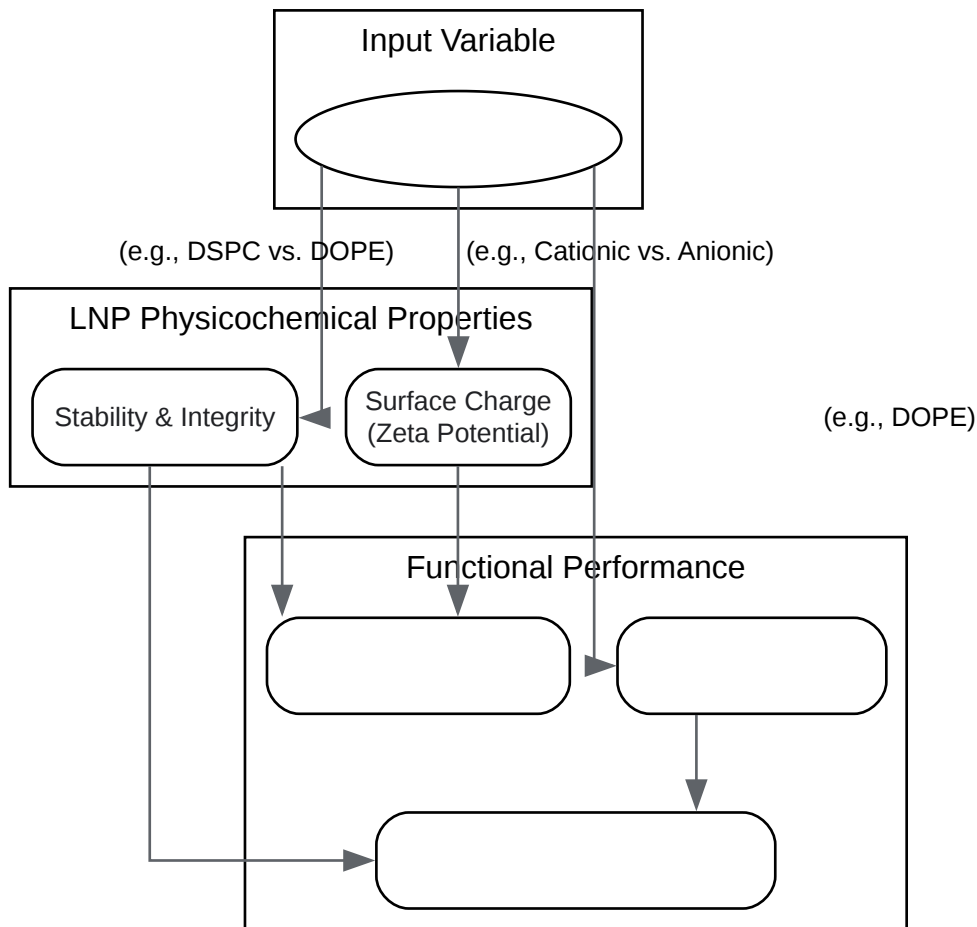 Input Variable
(e.g., DSPC vs. DOPE)
(e.g., Cationic vs. Anionic)
LNP Physicochemical Properties
Stability & Integrity
Surface Charge
(Zeta Potential)
(e.g., DOPE)
Functional Performance